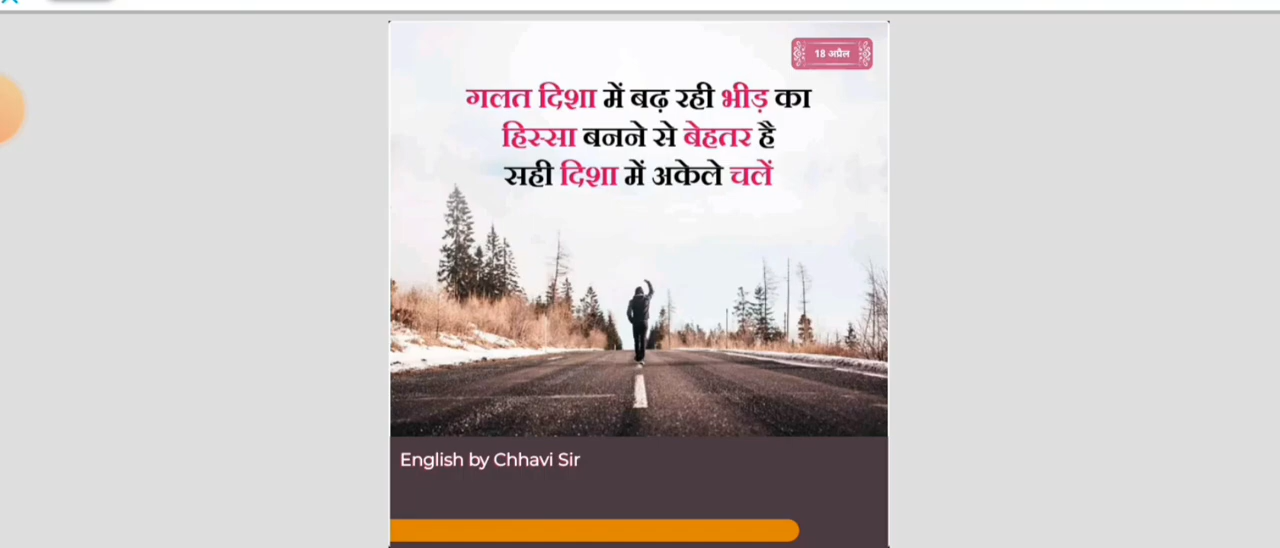 18 अप्रैल
गलत दिशा में बढ़ रही भीड़ का
हिस्सा बनने से बेहतर है
सही दिशा में अकेले चलें
English by Chhavi Sir